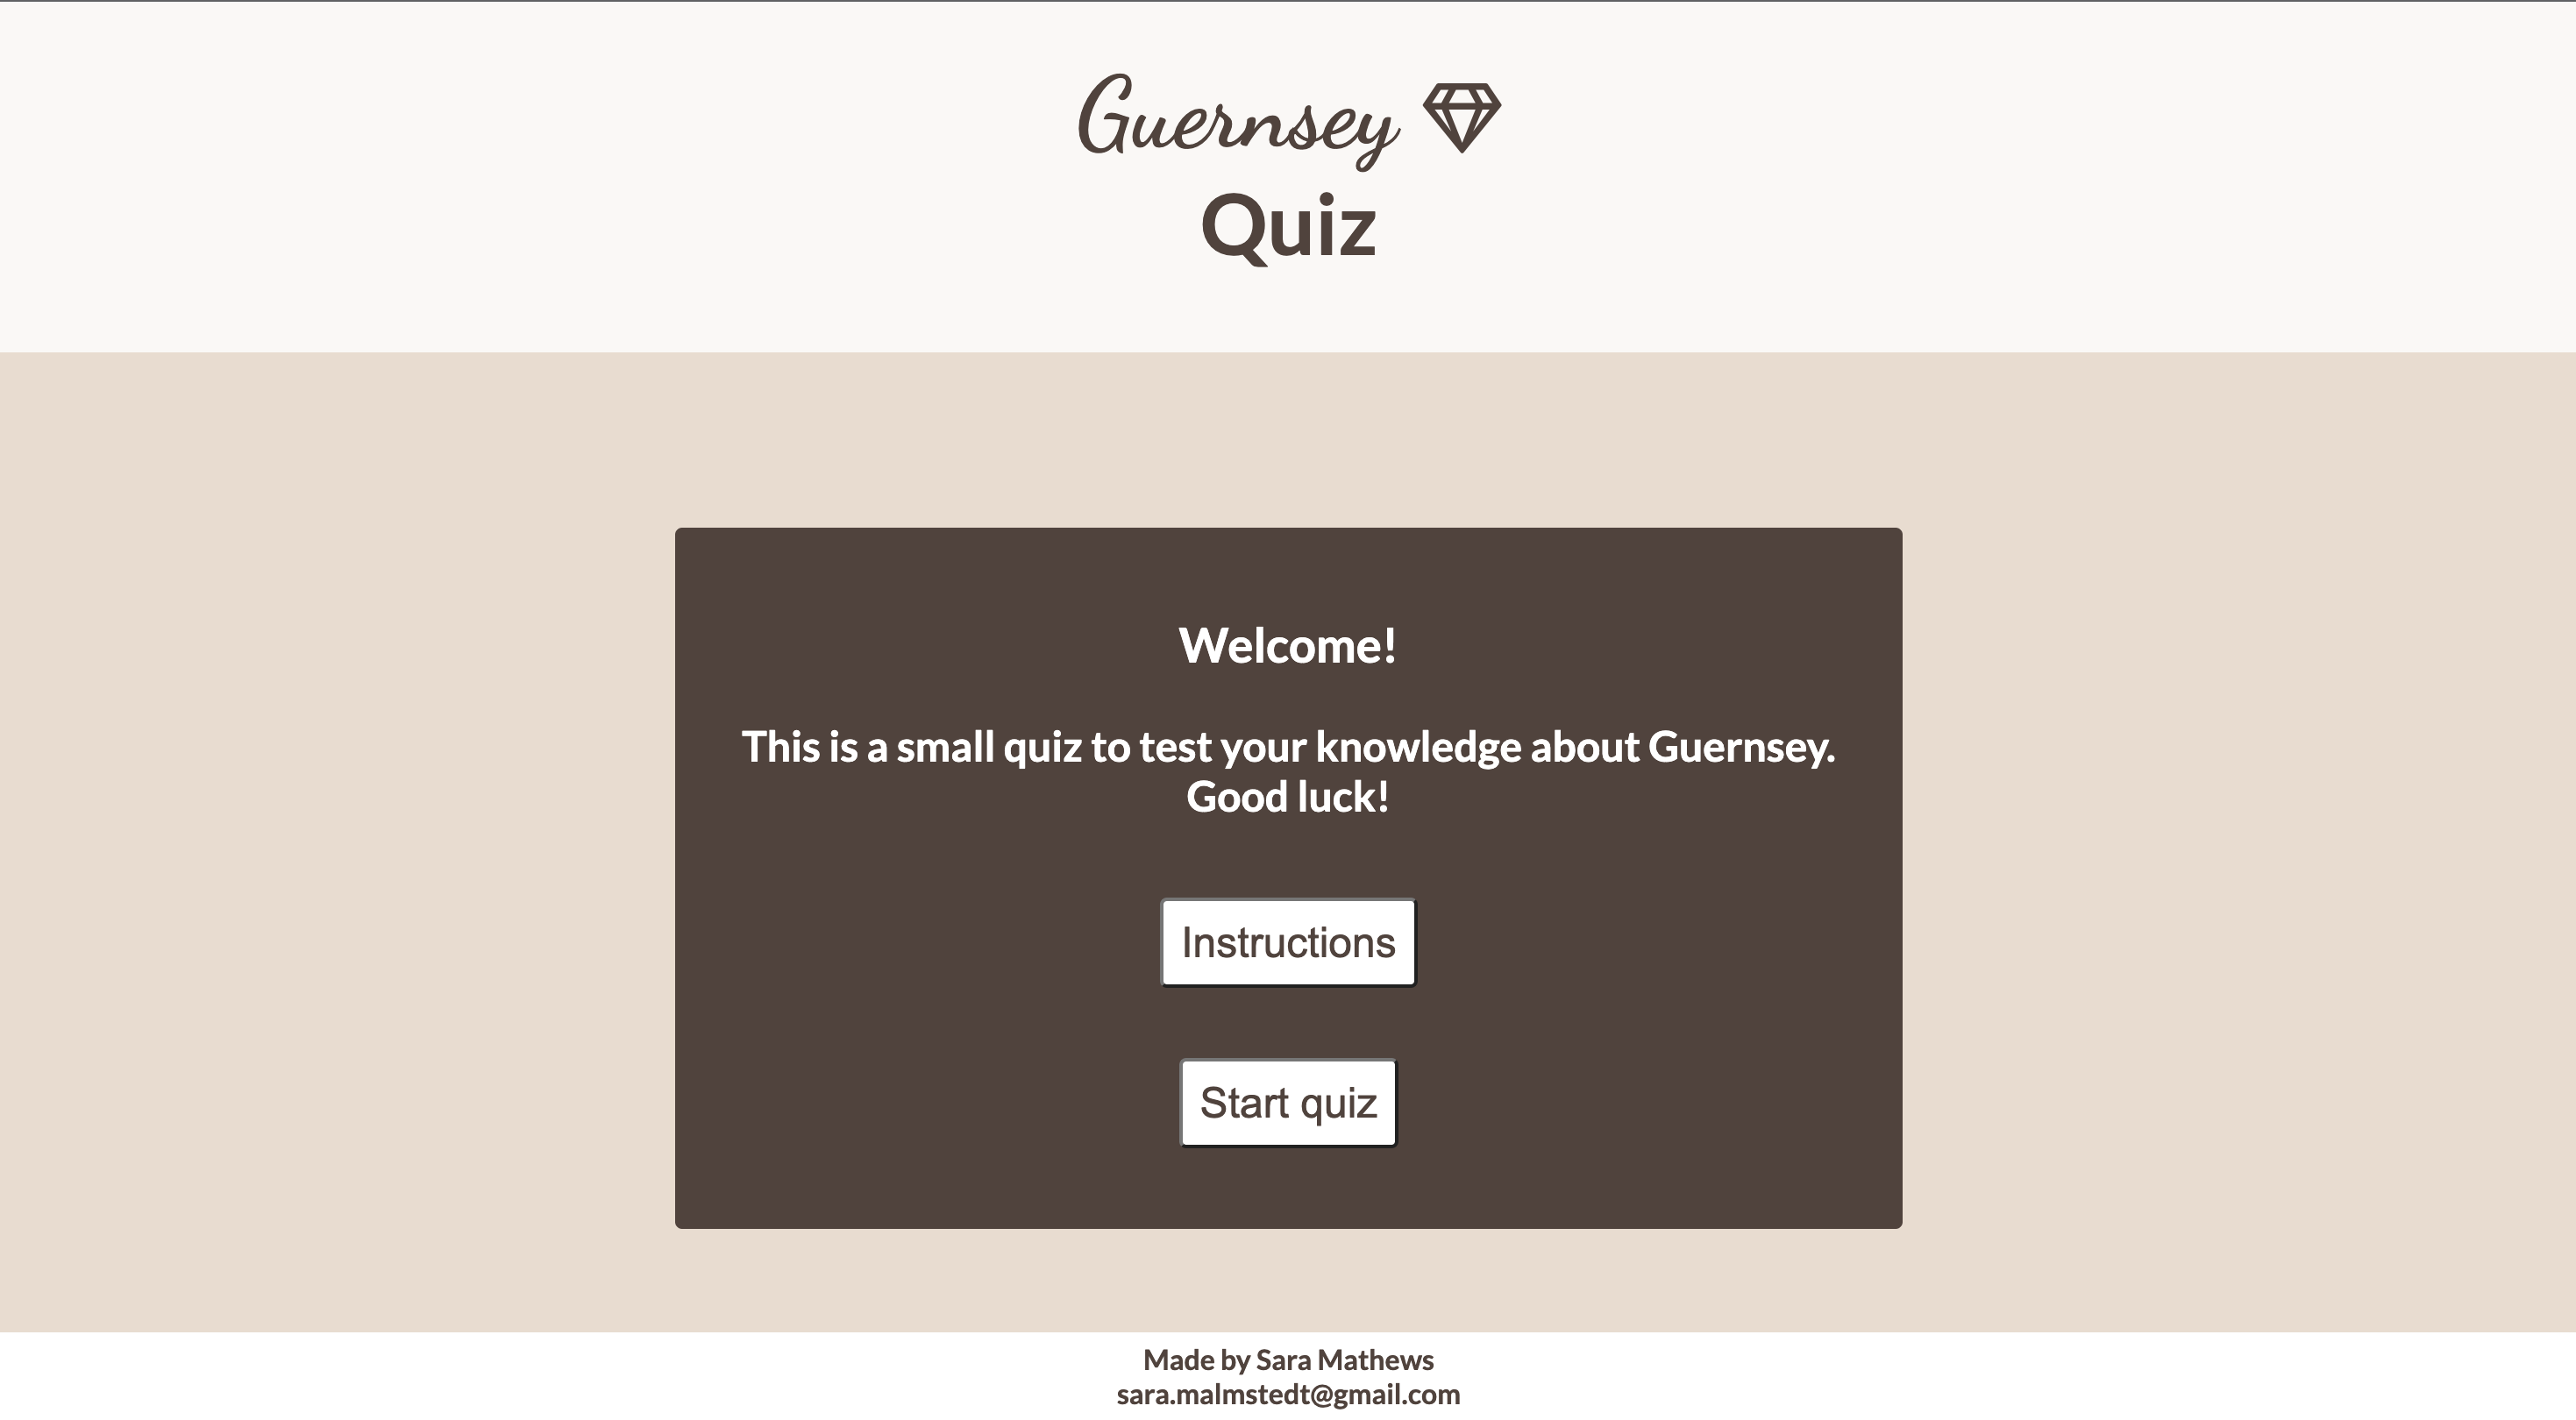 Guernsey
Quiz
Welcome!
This is a small quiz to test your knowledge about Guernsey.
Good luck!
Instructions
Start quiz
Made by Sara Mathews
sara.malmstedt@gmail.com